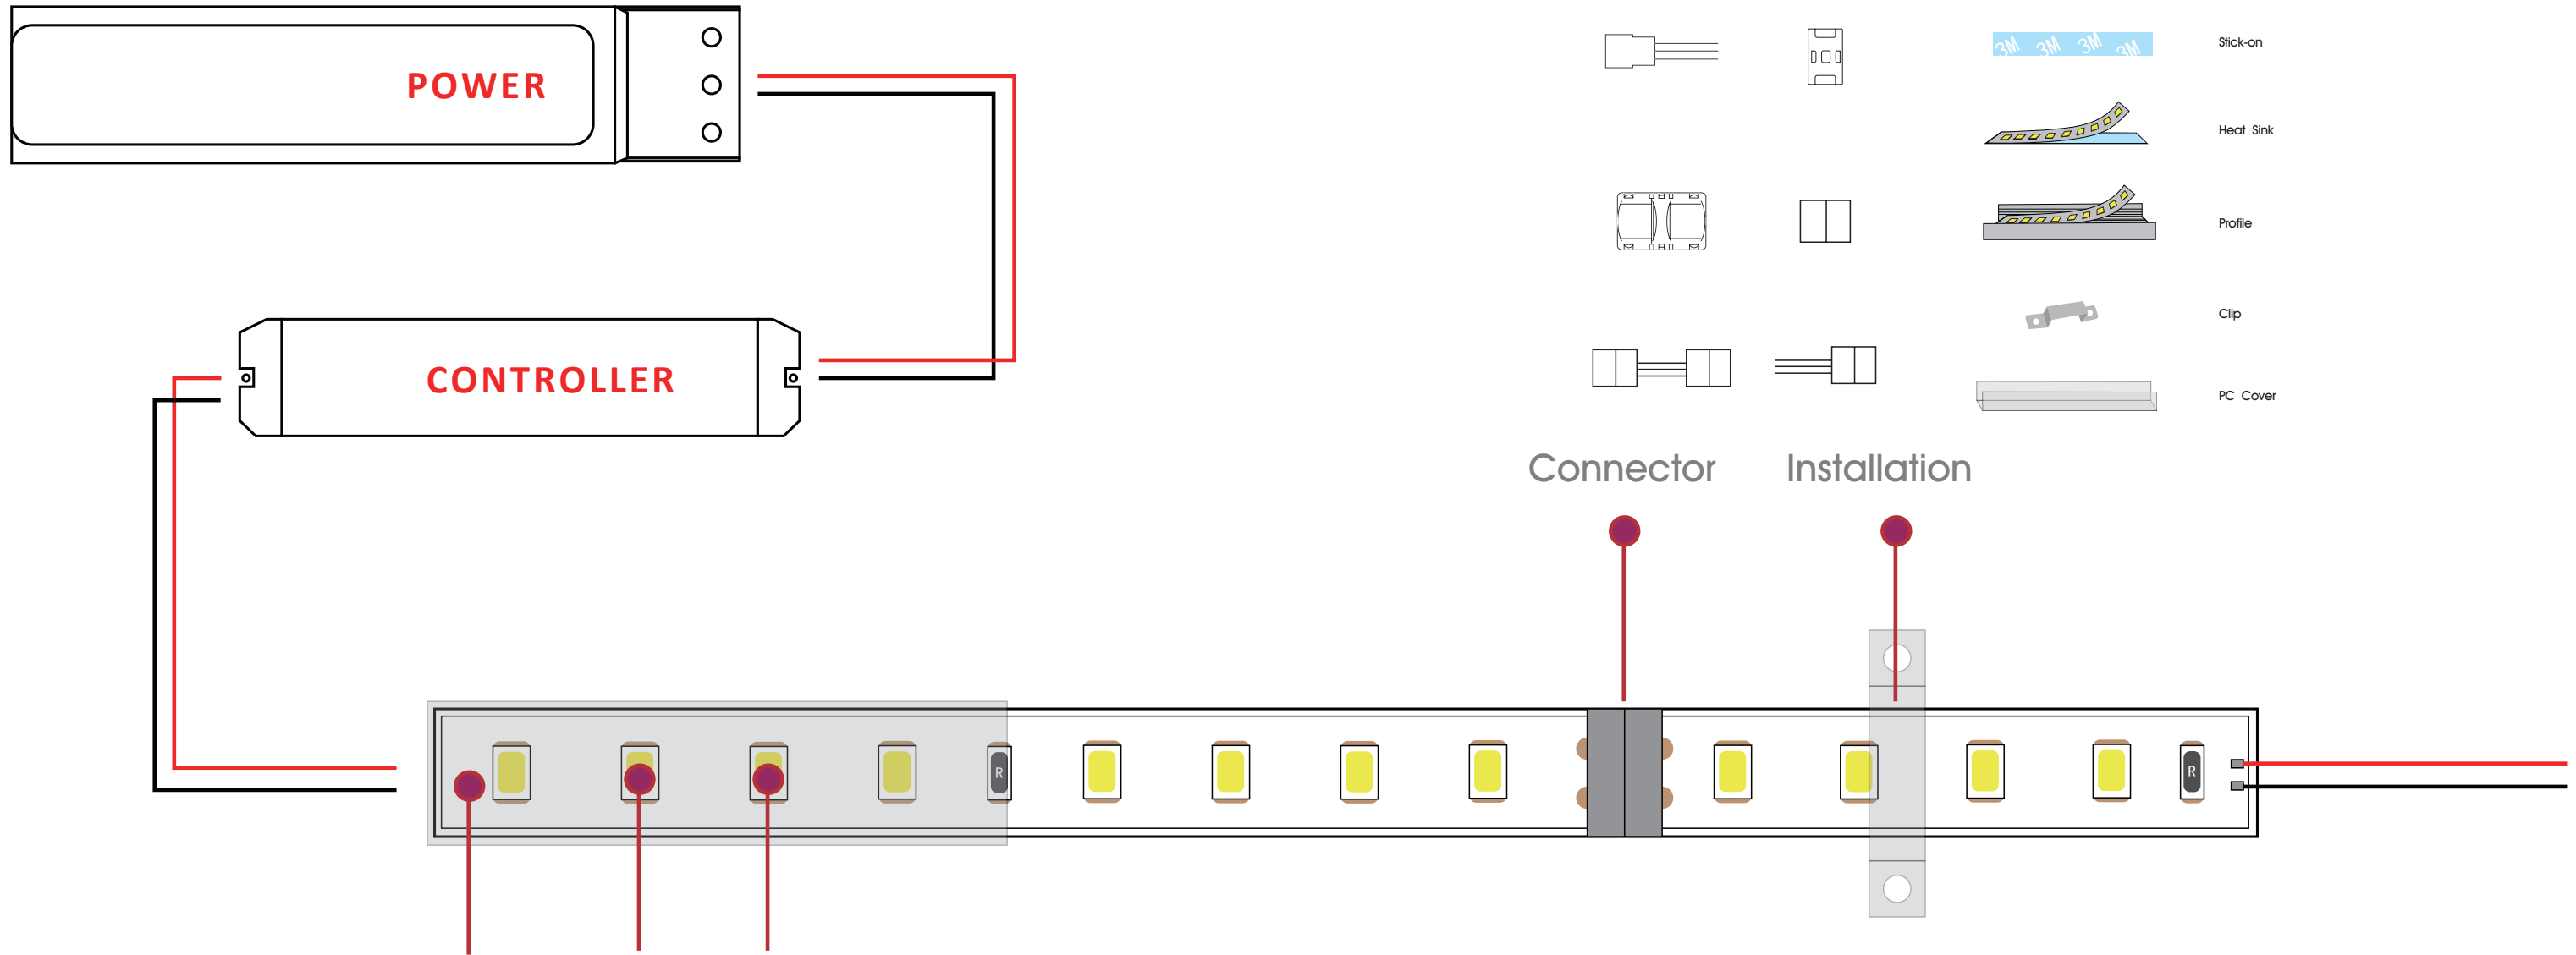 POWER
CONTROLLER
3M 3M 3M 3M
Stick-on
Heat Sink
Profile
Clip
PC Cover
Connector
Installation
R
R